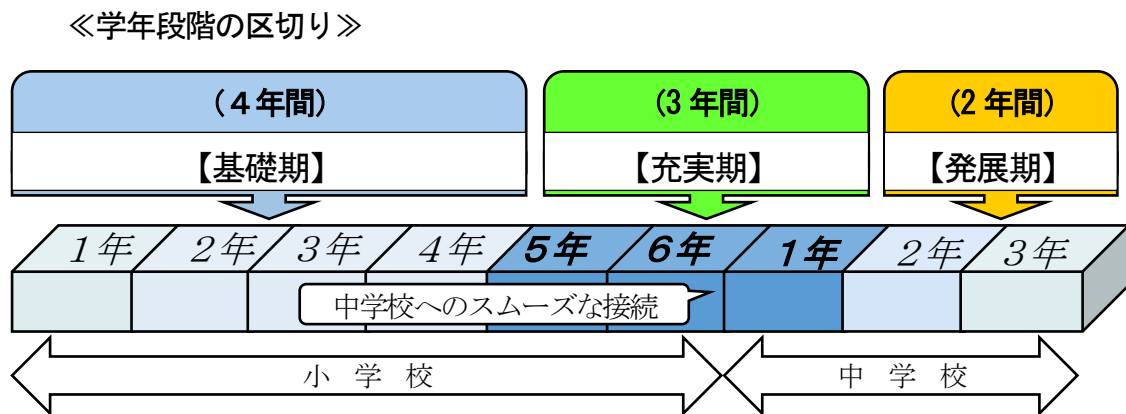 ≪学年段階の区切り≫
(４年間) (3 年間) (2 年間)
【基礎期】 【充実期】 【発展期】
１年 ２年 ３年 ４年 ５年 ６年 １年 ２年 ３年
中学校へのスムーズな接続
小 学 校 中 学 校